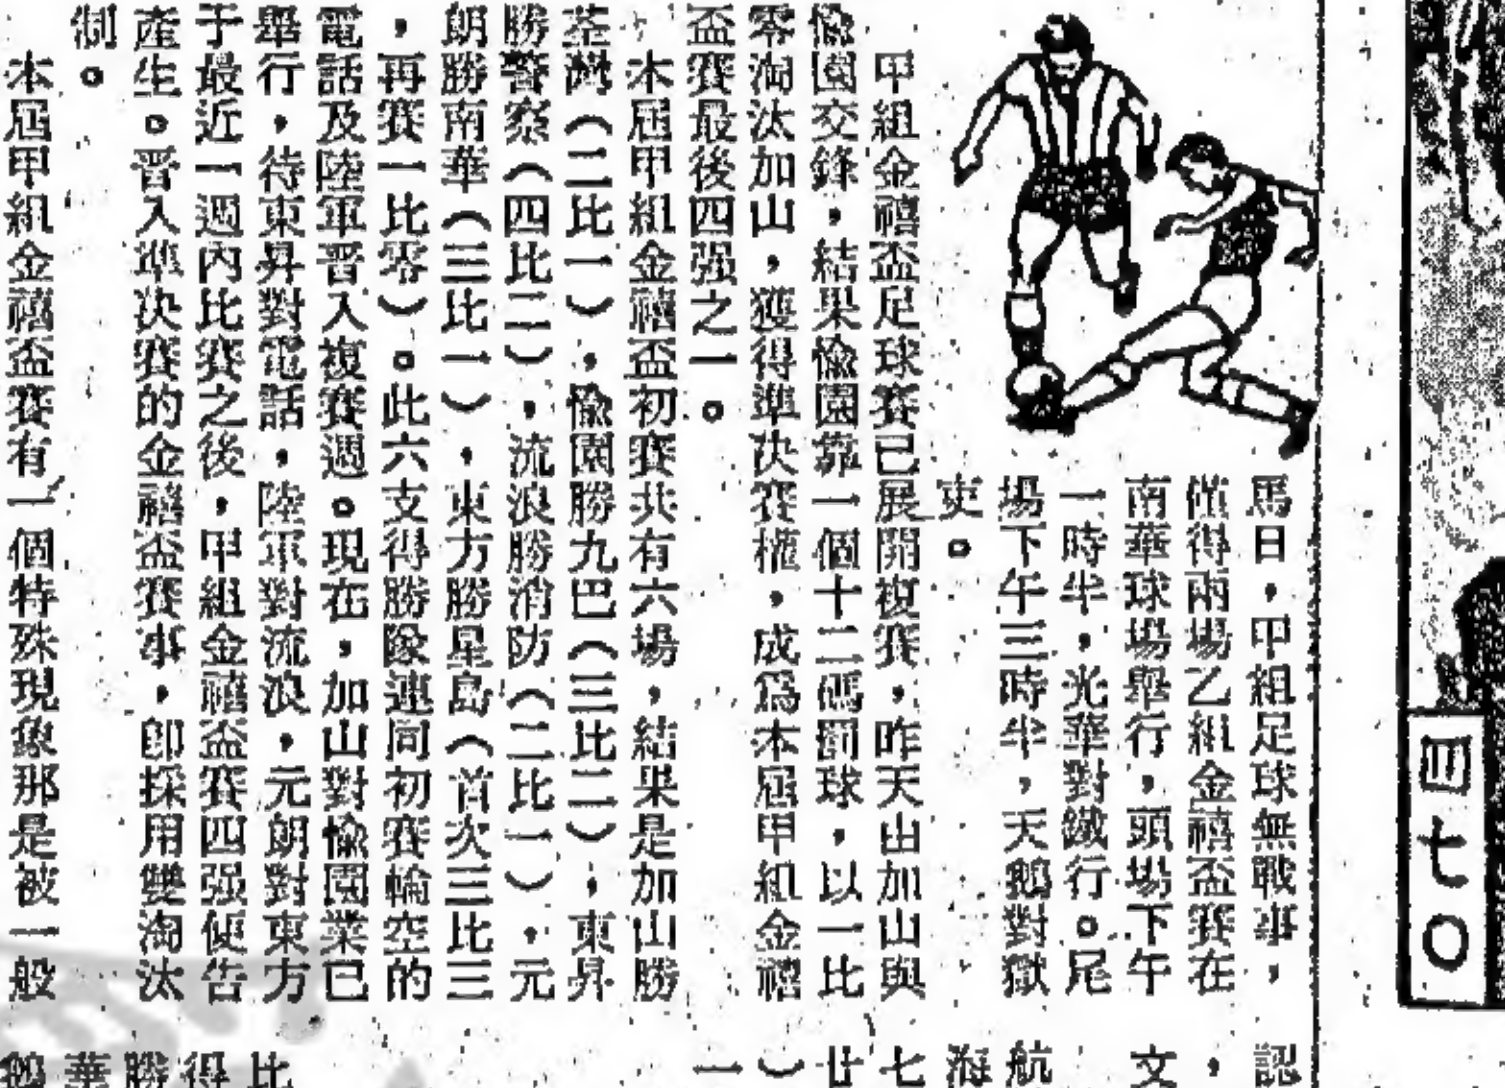 馬日，甲組足球無戰事，
僅得兩場乙組金禧盃賽在
南華球場舉行，頭場下午
一時半，光華對鐵行。尾
場下午三時半，天鵝對獄
吏。
甲組金禧盃足球賽已展開複賽，昨天由加山與
愉園交鋒，結果愉園靠一個十二碼罰球，以一比
零淘汰加山，獲得準決賽權，成爲本屆甲組金禧
盃賽最後四强之一。
本屆甲組金禧盃初賽共有六場，結果是加山勝
荃灣（二比一），愉園勝九巴（三比二）；東昇
勝警察（四比二），流浪勝消防（二比一），元
朗勝南華（三比一），東方勝星島（首次三比三
，再賽一比零）。此六支得勝隊連同初賽輪空的
電話及陸軍晋入複賽週。現在，加山對愉園業已
舉行，待東昇對電話，陸軍對流浪，元朗對東方
于最近一週內比賽之後，甲組金禧盃賽四强便告
產生。晋入準決賽的金禧盃賽事，卽採用雙淘汰
制。
本屆甲組金禧盃賽有一個特殊現象那是被一般
四七〇
認
，
文
航
海
七
廿
）
一
比
得
勝
華
鵝